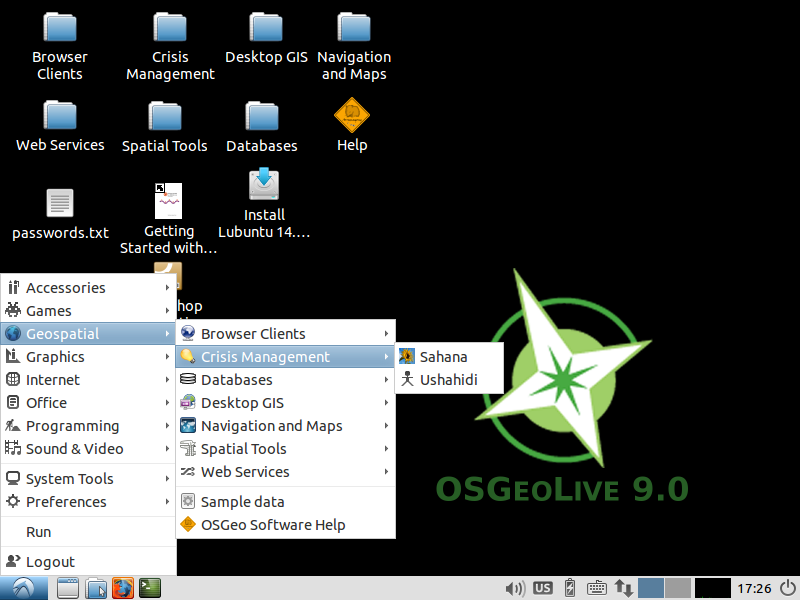 Browser
Clients
Crisis
Management
Desktop GIS
Navigation
and Maps
Web Services
Spatial Tools
Databases
Help
passwords.txt
Getting
Started with...
Install
Lubuntu 14....
hop
Accessories
Games
Geospatial
Graphics
Internet
Office
Programming
Sound & Video
System Tools
Preferences
Run
Logout
Browser Clients
Crisis Management
Databases
Desktop GIS
Navigation and Maps
Spatial Tools
Web Services
Sample data
OSGeo Software Help
Sahana
Ushahidi
OSGeoLive 9.0
US
17:26